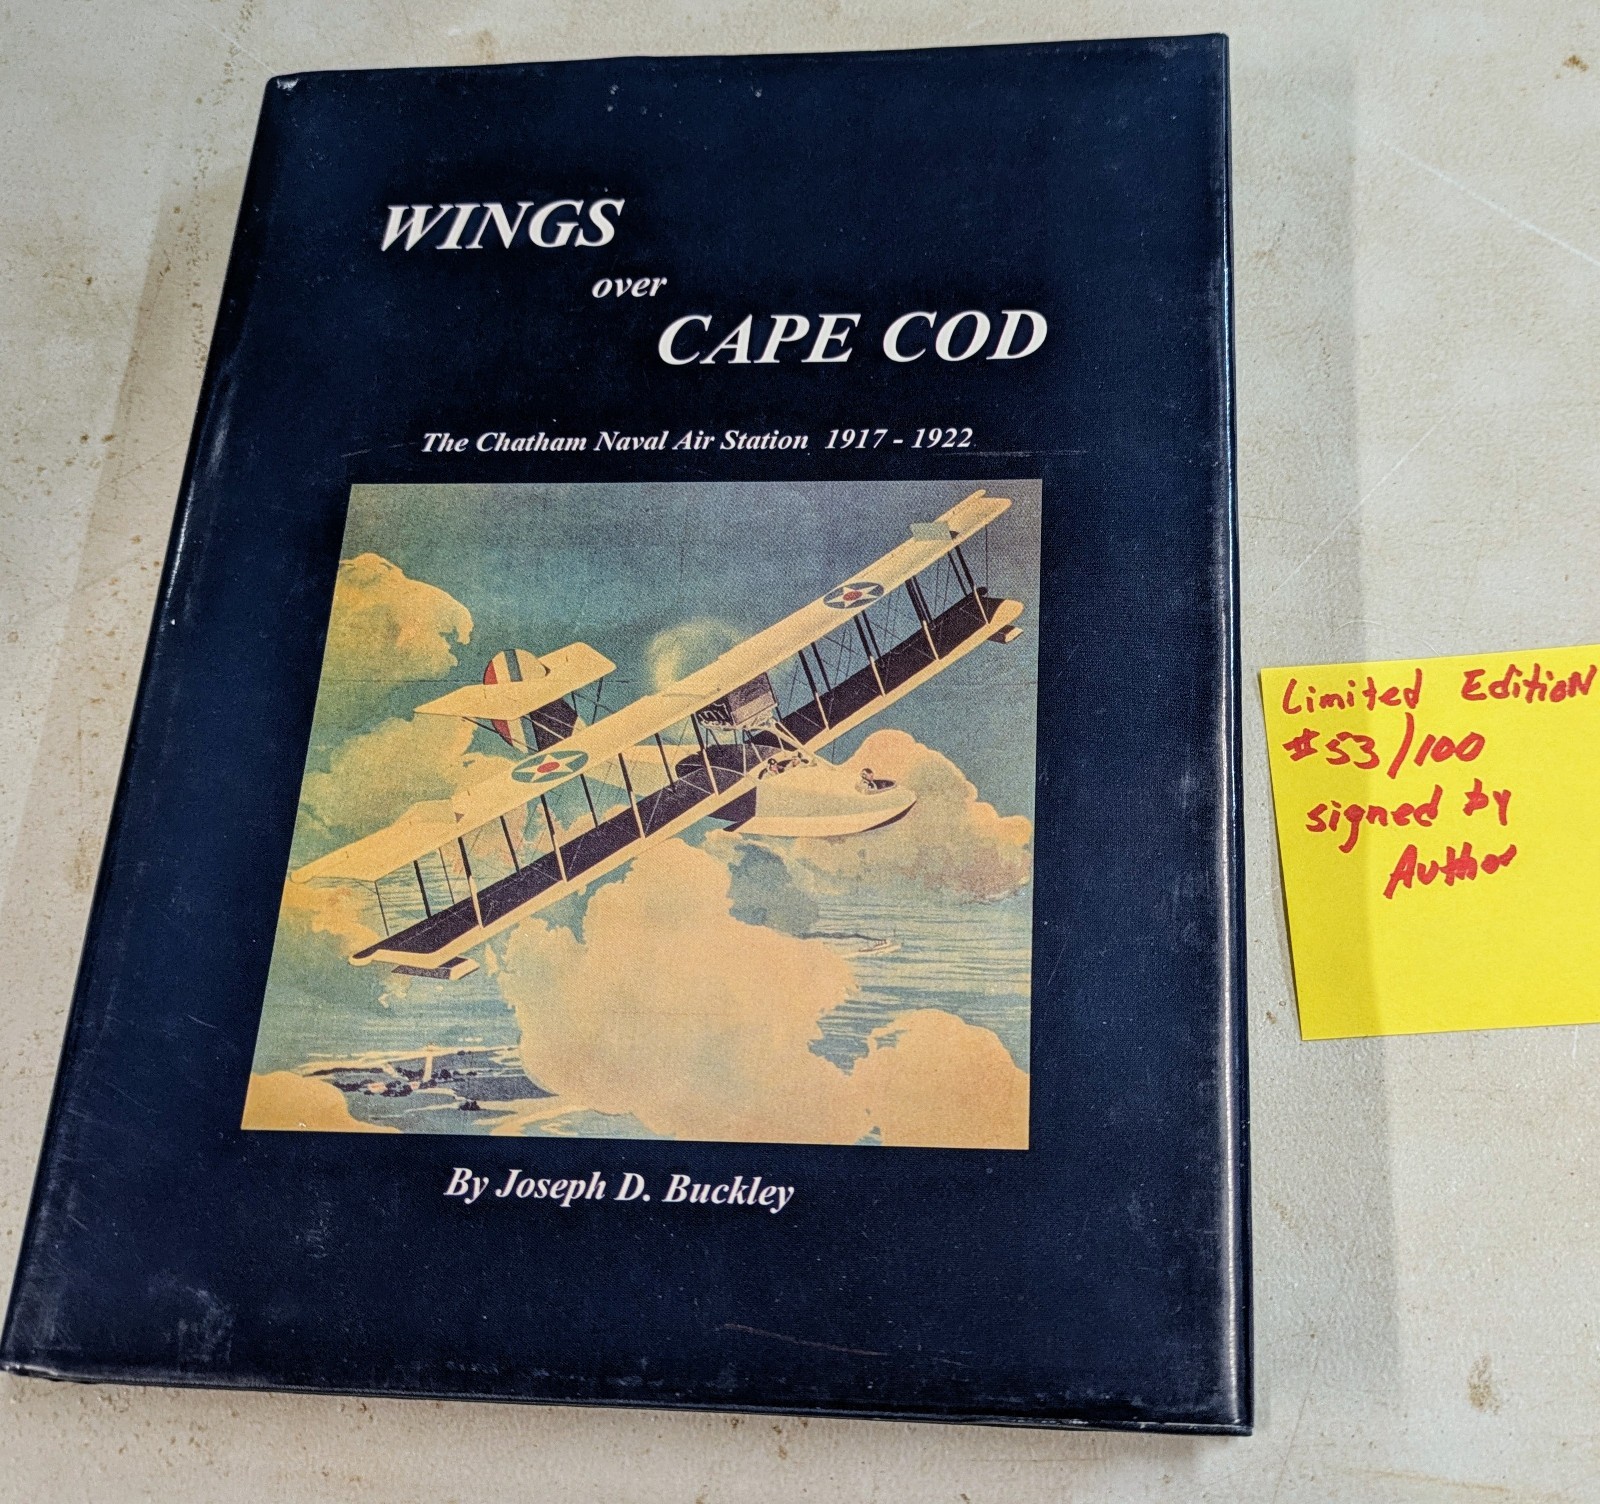 WINGS
over
CAPE COD
The Chatham Naval Air Station 1917 - 1922
By Joseph D. Buckley
Limited Edition
#53/100
signed by
Author